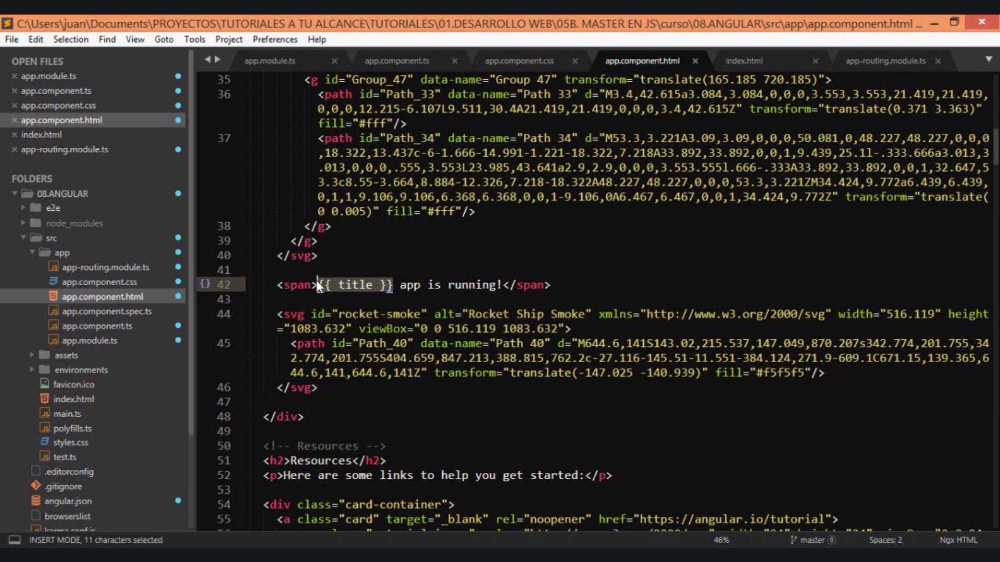 C:\Users\juan\Documents\PROYECTOS\TUTORIALES A TU ALCANCE\TUTORIALES\01.DESARROLLO WEB\05B. MASTER EN JS\curso\08.ANGULAR\src\app\app.component.html ...
File Edit Selection Find View Goto Tools Project Preferences Help
OPEN FILES
app.module.ts
app.component.ts
app.component.css
app.component.html
index.html
app-routing.module.ts
FOLDERS
08.ANGULAR
e2e
node_modules
src
app
app-routing.module.ts
app.component.css
app.component.html
app.component.spec.ts
app.component.ts
app.module.ts
assets
environments
favicon.ico
index.html
main.ts
polyfills.ts
styles.css
test.ts
.editorconfig
.gitignore
angular.json
browserslist
karma.conf.js
app.module.ts app.component.ts app.component.css app.component.html index.html app-routing.module.ts
35 <g id="Group_47" data-name="Group 47" transform="translate(165.185 720.185)">
36 <path id="Path_33" data-name="Path 33" d="M3.4,42.615a3.084,3.084,0,0,0,3.553,3.553,21.419,21.419,
0,0,0,12.215-6.107L9.511,30.4A21.419,21.419,0,0,0,3.4,42.615Z" transform="translate(0.371 3.363)"
fill="#fff"/>
37 <path id="Path_34" data-name="Path 34" d="M53.3,3.221A3.09,3.09,0,0,0,50.081,0,48.227,48.227,0,0,0
,18.322,13.437c-6-1.666-14.991-1.221-18.322,7.218A33.892,33.892,0,0,1,9.439,25.1l-.333.666a3.013,3
.013,0,0,0,.555,3.553L23.985,43.641a2.9,2.9,0,0,0,3.553.555l.666-.333A33.892,33.892,0,0,1,32.647,5
3.3c8.55-3.664,8.884-12.326,7.218-18.322A48.227,48.227,0,0,0,53.3,3.221ZM34.424,9.772a6.439,6.439,
0,1,1,9.106,9.106,6.368,6.368,0,0,1-9.106,0A6.467,6.467,0,0,1,34.424,9.772Z" transform="translate(
0 0.005)" fill="#fff"/>
38 </g>
39 </g>
40 </svg>
41
{} 42 <span>{{ title }} app is running!</span>
43
44 <svg id="rocket-smoke" alt="Rocket Ship Smoke" xmlns="http://www.w3.org/2000/svg" width="516.119" height
="1083.632" viewBox="0 0 516.119 1083.632">
45 <path id="Path_40" data-name="Path 40" d="M644.6,141S143.02,215.537,147.049,870.207s342.774,201.755,34
2.774,201.755S404.659,847.213,388.815,762.2c-27.116-145.51-11.551-384.124,271.9-609.1C671.15,139.365,6
44.6,141,644.6,141Z" transform="translate(-147.025 -140.939)" fill="#f5f5f5"/>
46 </svg>
47
48 </div>
49
50 <!-- Resources -->
51 <h2>Resources</h2>
52 <p>Here are some links to help you get started:</p>
53
54 <div class="card-container">
55 <a class="card" target="_blank" rel="noopener" href="https://angular.io/tutorial">
INSERT MODE, 11 characters selected
46% master 6 Spaces: 2 Ngx HTML